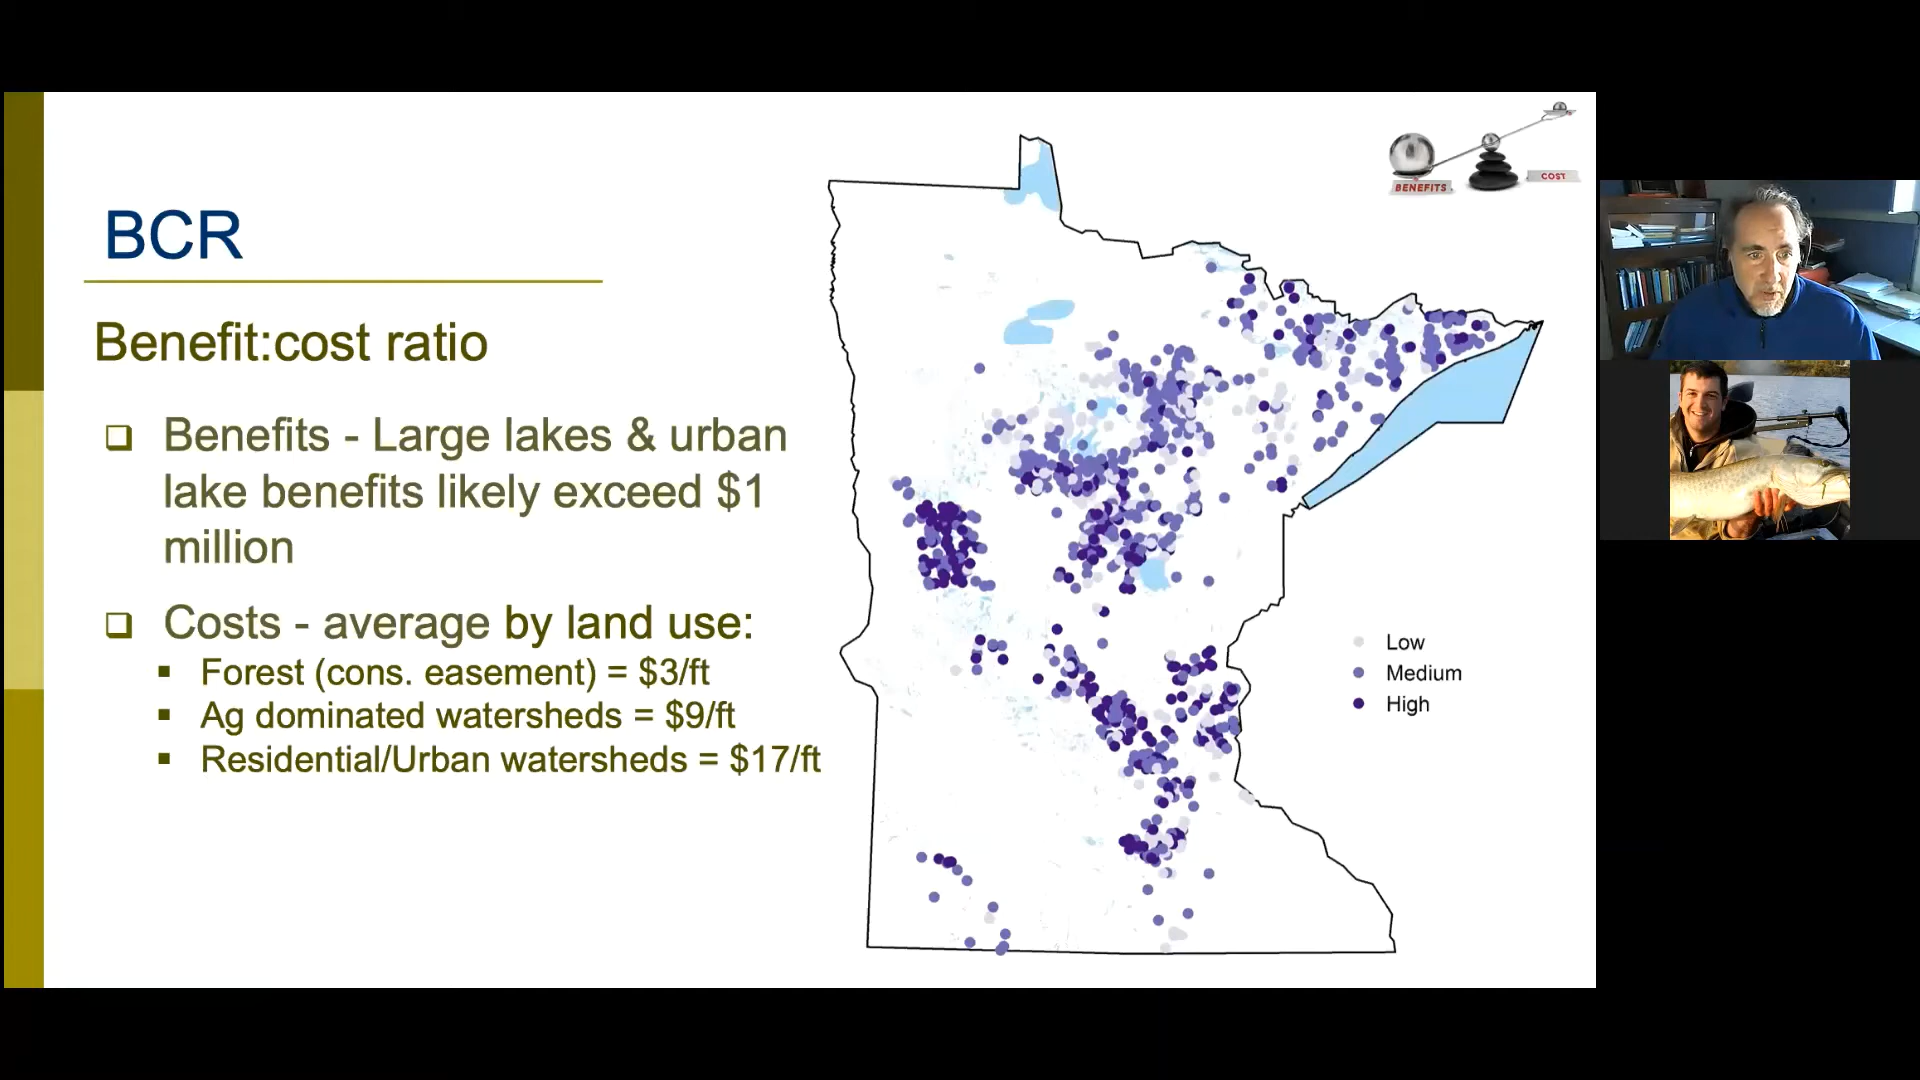 BENEFITS
COST
BCR
Benefit:cost ratio
Benefits - Large lakes & urban
lake benefits likely exceed $1
million
Costs - average by land use:
Forest (cons. easement) = $3/ft
Ag dominated watersheds = $9/ft
Residential/Urban watersheds = $17/ft
Low
Medium
High